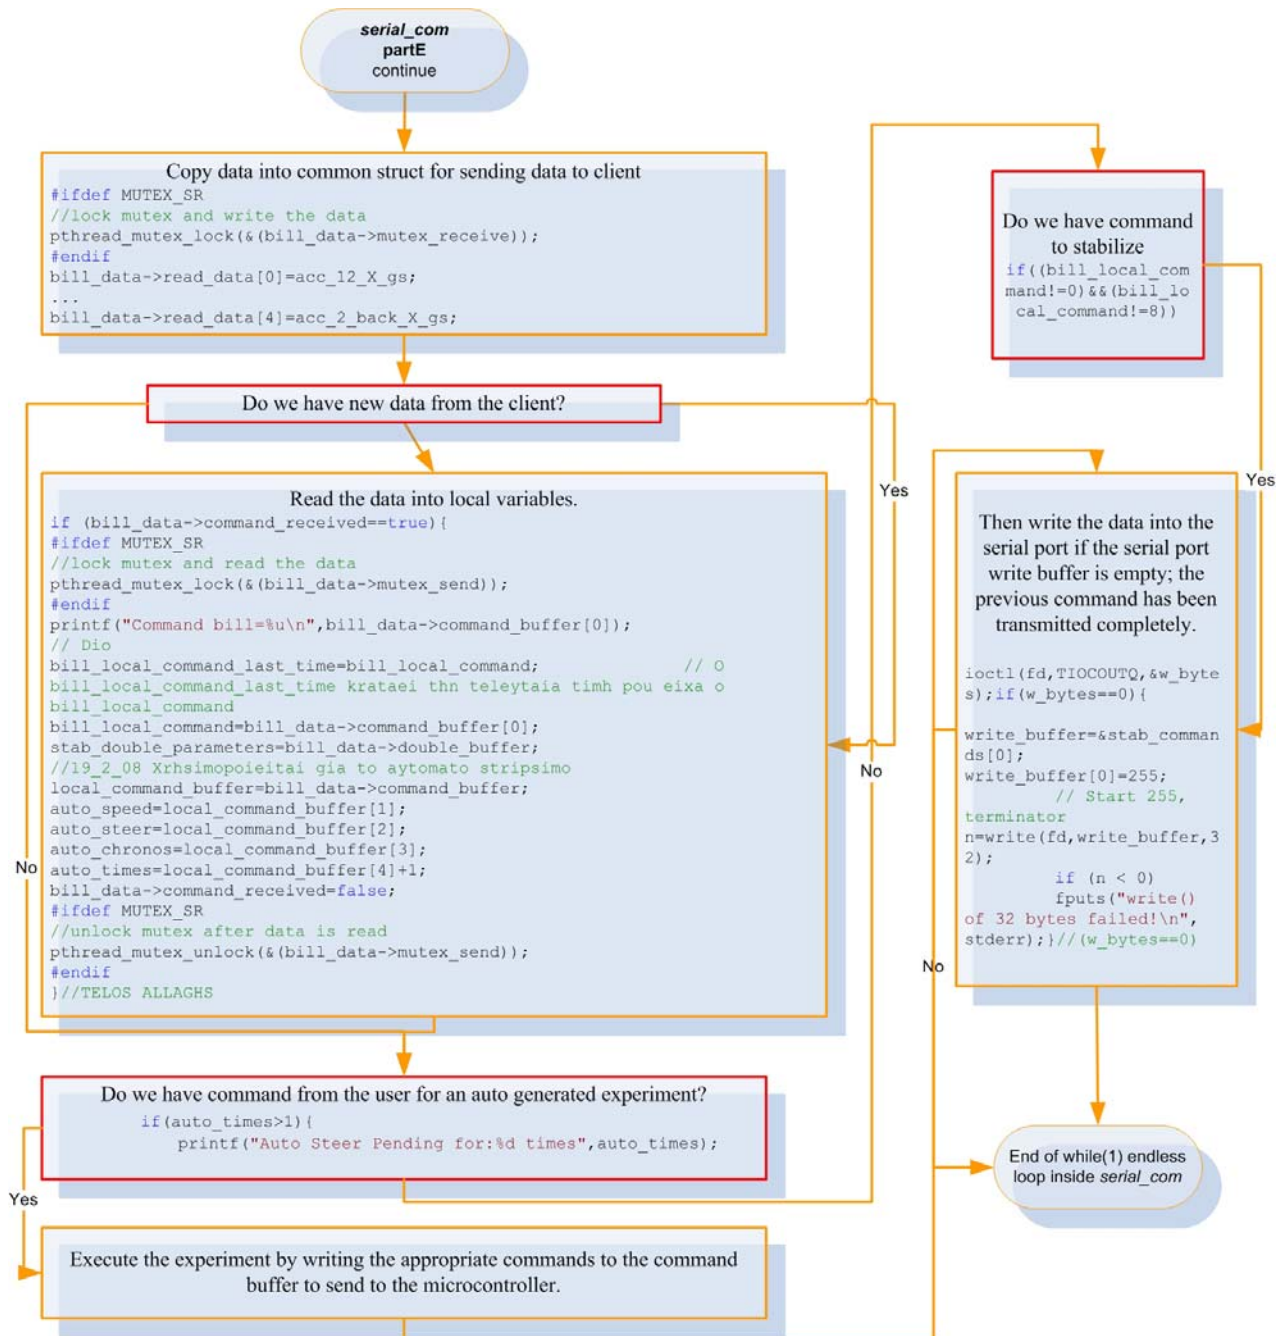 serial_com
partE
continue
Copy data into common struct for sending data to client
#ifdef MUTEX_SR
//lock mutex and write the data
pthread_mutex_lock(&(bill_data->mutex_receive));
#endif
bill_data->read_data[0]=acc_12_X_gs;
...
bill_data->read_data[4]=acc_2_back_X_gs;
Do we have new data from the client?
Yes
No
Read the data into local variables.
if (bill_data->command_received==true){
#ifdef MUTEX_SR
//lock mutex and read the data
pthread_mutex_lock(&(bill_data->mutex_send));
#endif
printf("Command bill=%u\n",bill_data->command_buffer[0]);
// Dio
bill_local_command_last_time=bill_local_command; // O
bill_local_command_last_time krataei thn teleytaia timh pou eixa o
bill_local_command
bill_local_command=bill_data->command_buffer[0];
stab_double_parameters=bill_data->double_buffer;
//19_2_08 Xrhsimopoieitai gia to aytomato stripsimo
local_command_buffer=bill_data->command_buffer;
auto_speed=local_command_buffer[1];
auto_steer=local_command_buffer[2];
auto_chronos=local_command_buffer[3];
auto_times=local_command_buffer[4]+1;
bill_data->command_received=false;
#ifdef MUTEX_SR
//unlock mutex after data is read
pthread_mutex_unlock(&(bill_data->mutex_send));
#endif
}//TELOS ALLAGHS
Do we have command from the user for an auto generated experiment?
if(auto_times>1){
printf("Auto Steer Pending for:%d times",auto_times);
Yes
No
Execute the experiment by writing the appropriate commands to the command
buffer to send to the microcontroller.
Do we have command
to stabilize
if((bill_local_com
mand!=0)&&(bill_lo
cal_command!=8))
Yes
Then write the data into the
serial port if the serial port
write buffer is empty; the
previous command has been
transmitted completely.
ioctl(fd,TIOCOUTQ,&w_byte
s);if(w_bytes==0){
write_buffer=&stab_comman
ds[0];
write_buffer[0]=255;
// Start 255,
terminator
n=write(fd,write_buffer,3
2);
if (n < 0)
fputs("write()
of 32 bytes failed!\n",
stderr);}//(w_bytes==0)
No
End of while(1) endless
loop inside serial_com